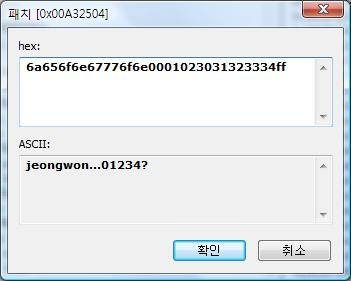 패치 [0x00A32504]
hex:
6a656f6e67776f6e0001023031323334ff
ASCII:
jeongwon...01234?
확인
취소